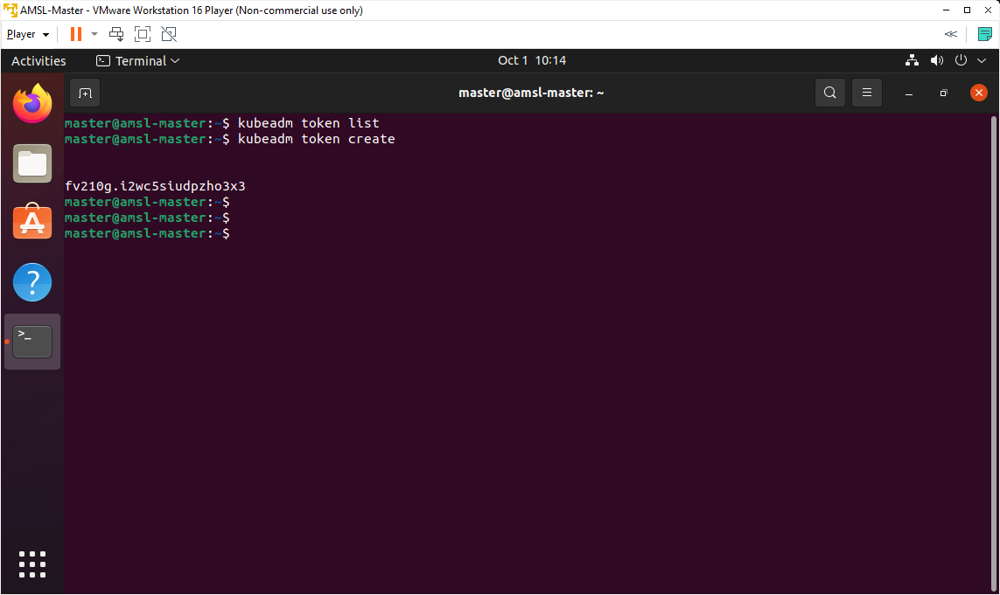 AMSL-Master - VMware Workstation 16 Player (Non-commercial use only)
Player
Activities
Terminal
Oct 1 10:14
master@amsl-master: ~
master@amsl-master:~$ kubeadm token list
master@amsl-master:~$ kubeadm token create
fv210g.i2wc5siudpzho3x3
master@amsl-master:~$
master@amsl-master:~$
master@amsl-master:~$